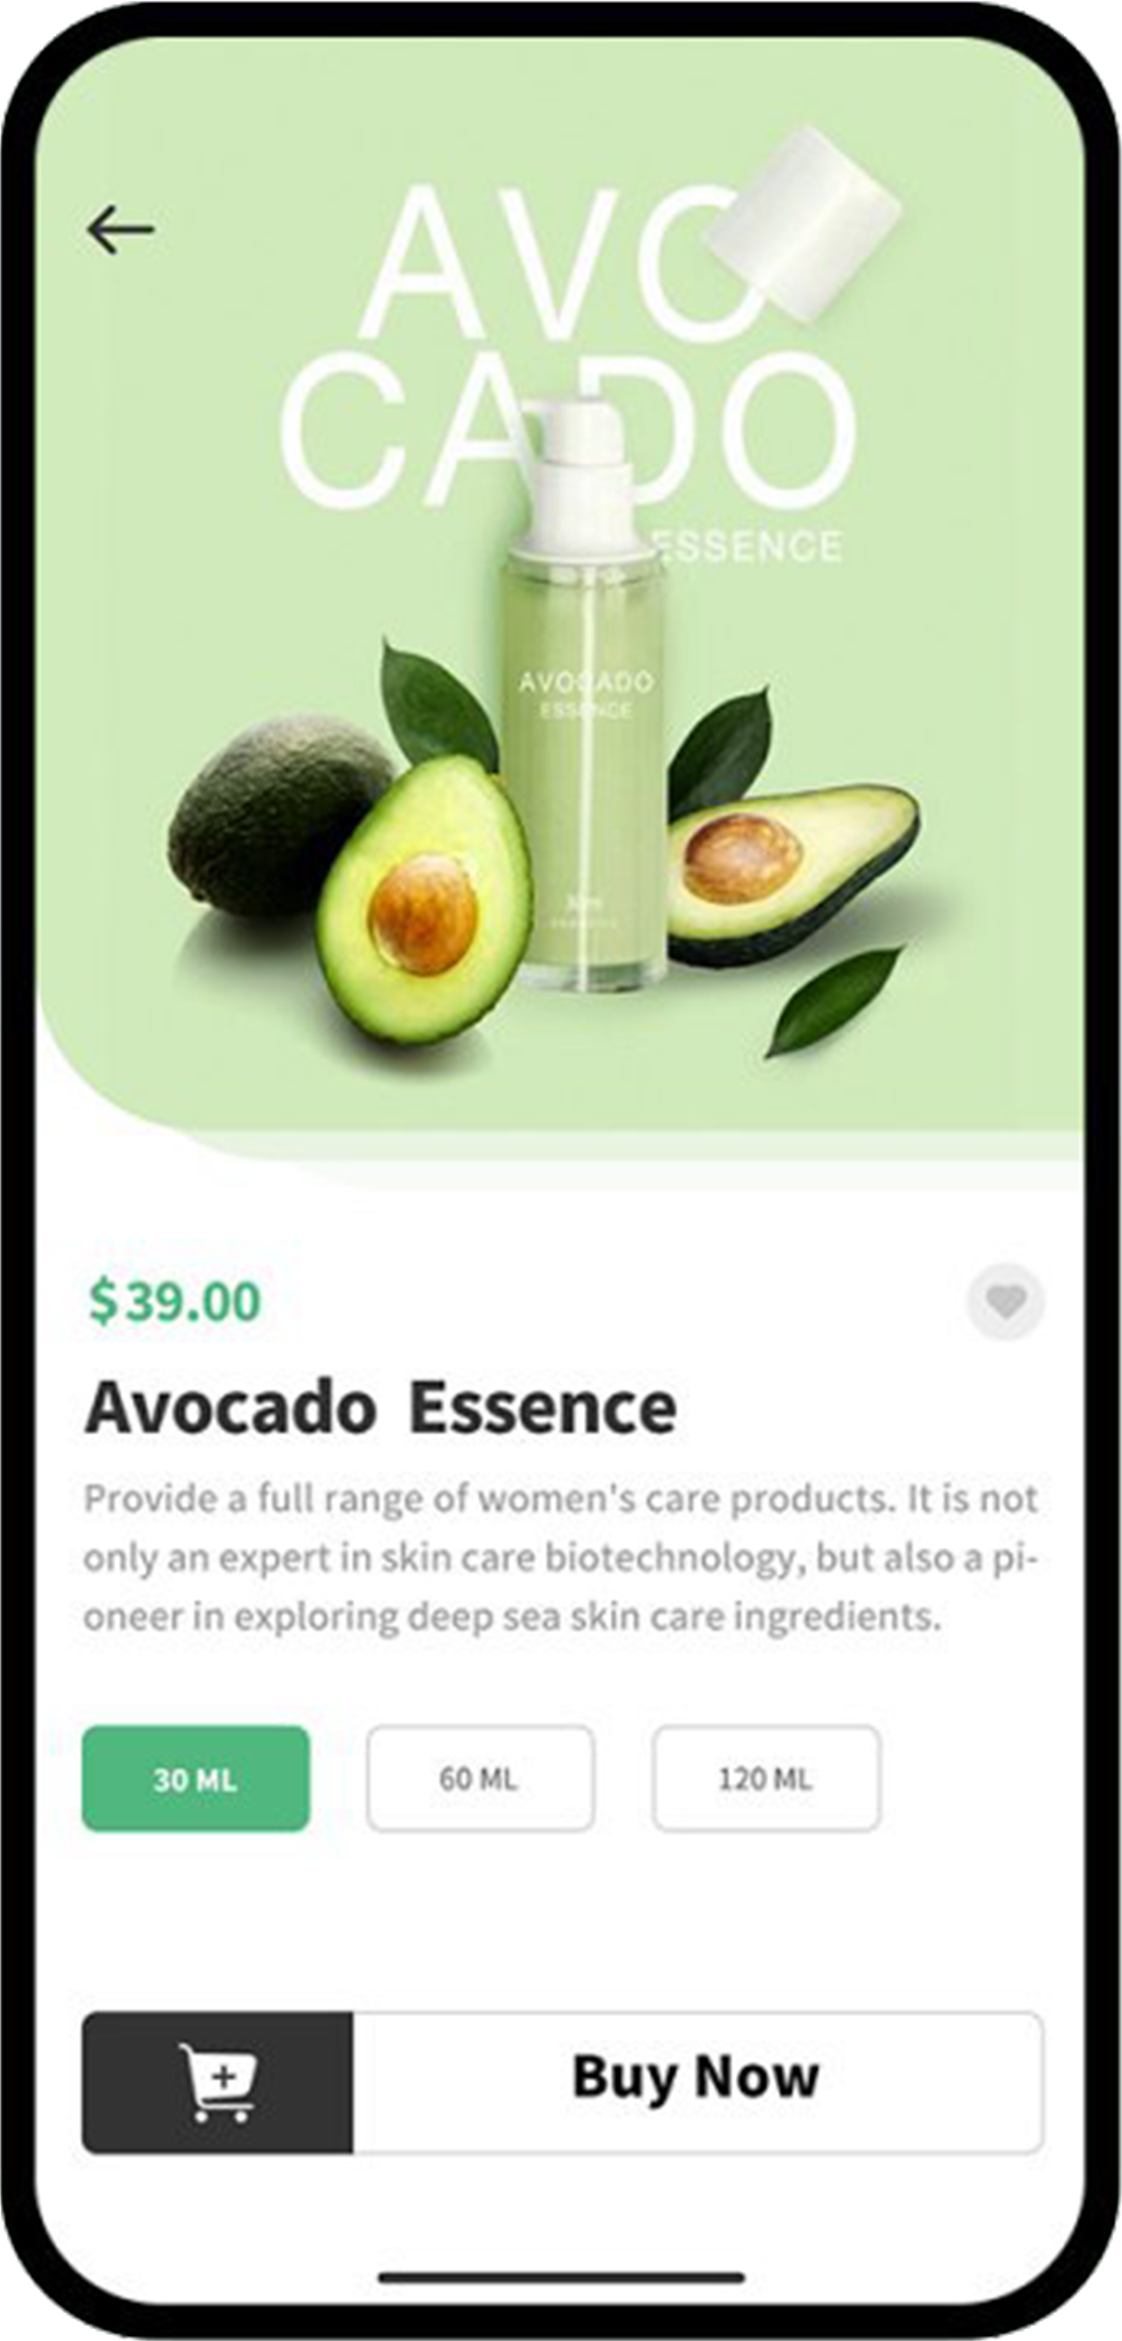 AVO
CADO
ESSENCE
AVOCADO
ESSENCE
$39.00
Avocado Essence
Provide a full range of women's care products. It is not
only an expert in skin care biotechnology, but also a pi-
oneer in exploring deep sea skin care ingredients.
30 ML
60 ML
120 ML
Buy Now